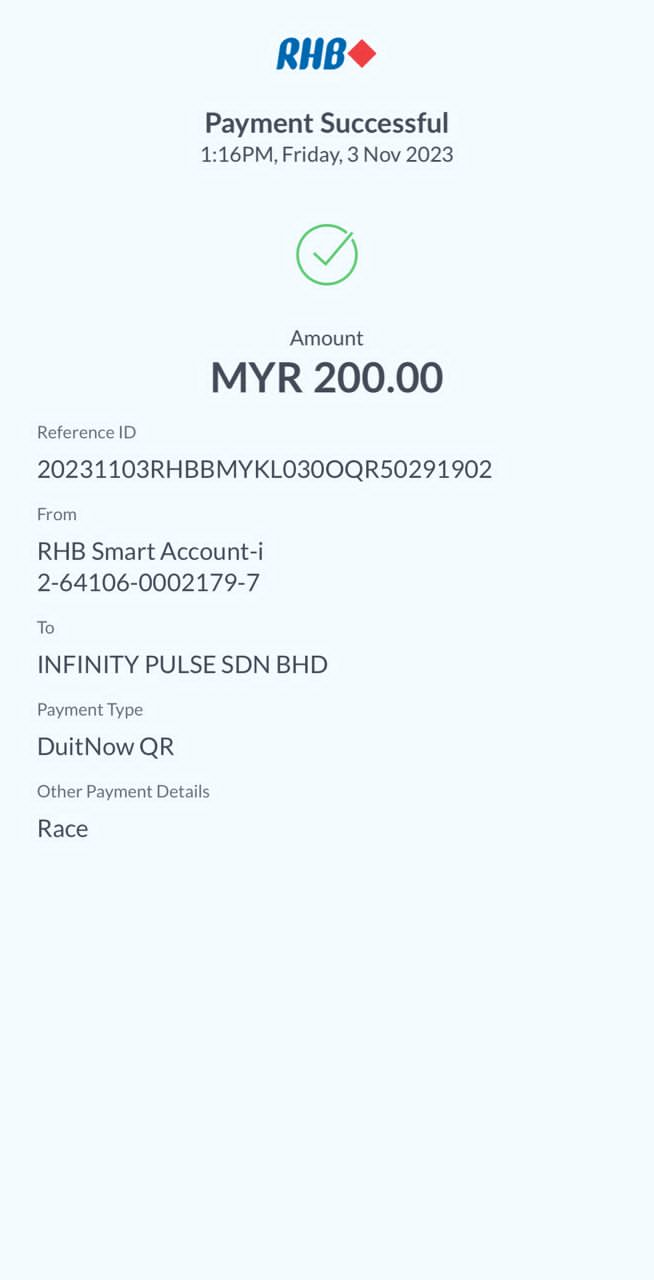 RHB
Payment Successful
1:16PM, Friday, 3 Nov 2023
Amount
MYR 200.00
Reference ID
20231103RHBBMYKL030OQR50291902
From
RHB Smart Account-i
2-64106-0002179-7
To
INFINITY PULSE SDN BHD
Payment Type
DuitNow QR
Other Payment Details
Race